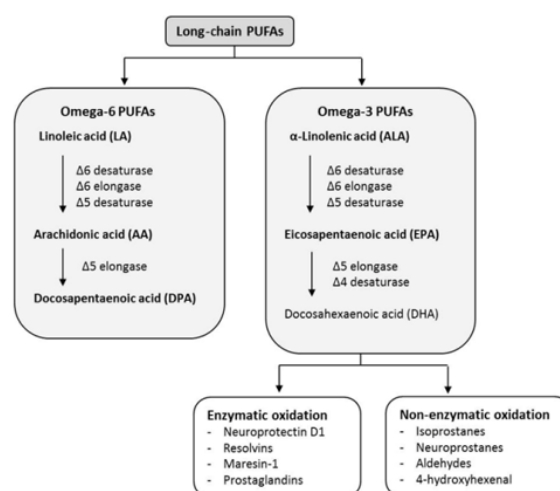 Long-chain PUFAs
Omega-6 PUFAs
Linoleic acid (LA)
Δ6 desaturase
Δ6 elongase
Δ5 desaturase
Arachidonic acid (AA)
Δ5 elongase
Docosapentaenoic acid (DPA)
Omega-3 PUFAs
α-Linolenic acid (ALA)
Δ6 desaturase
Δ6 elongase
Δ5 desaturase
Eicosapentaenoic acid (EPA)
Δ5 elongase
Δ4 desaturase
Docosahexaenoic acid (DHA)
Enzymatic oxidation
- Neuroprotectin D1
- Resolvins
- Maresin-1
- Prostaglandins
Non-enzymatic oxidation
- Isoprostanes
- Neuroprostanes
- Aldehydes
- 4-hydroxyhexenal